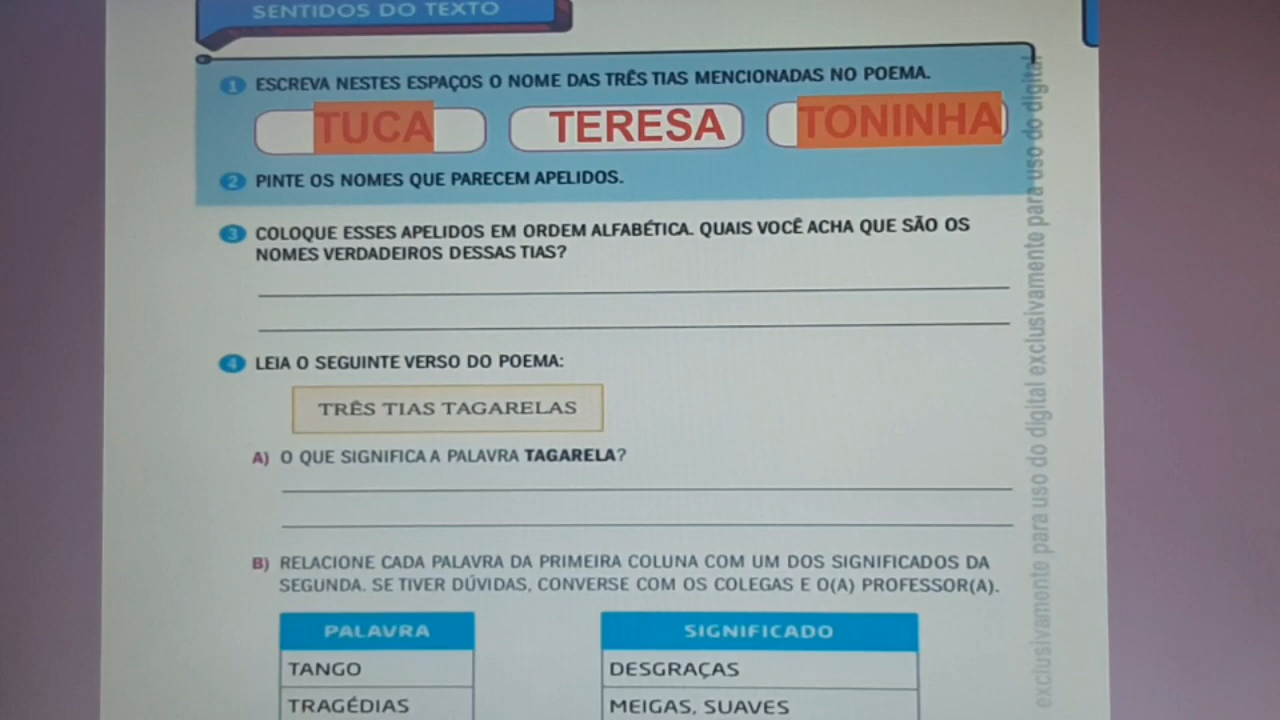 SENTIDOS DO TEXTO
1 ESCREVA NESTES ESPAÇOS O NOME DAS TRÊS TIAS MENCIONADAS NO POEMA.
TUCA TERESA TONINHA
2 PINTE OS NOMES QUE PARECEM APELIDOS.
3 COLOQUE ESSES APELIDOS EM ORDEM ALFABÉTICA. QUAIS VOCÊ ACHA QUE SÃO OS
NOMES VERDADEIROS DESSAS TIAS?
4 LEIA O SEGUINTE VERSO DO POEMA:
TRÊS TIAS TAGARELAS
A) O QUE SIGNIFICA A PALAVRA TAGARELA?
B) RELACIONE CADA PALAVRA DA PRIMEIRA COLUNA COM UM DOS SIGNIFICADOS DA
SEGUNDA. SE TIVER DÚVIDAS, CONVERSE COM OS COLEGAS E O(A) PROFESSOR(A).
PALAVRA SIGNIFICADO
TANGO DESGRAÇAS
TRAGÉDIAS MEIGAS, SUAVES
exclusivamente para uso do digital exclusivamente para uso do digital